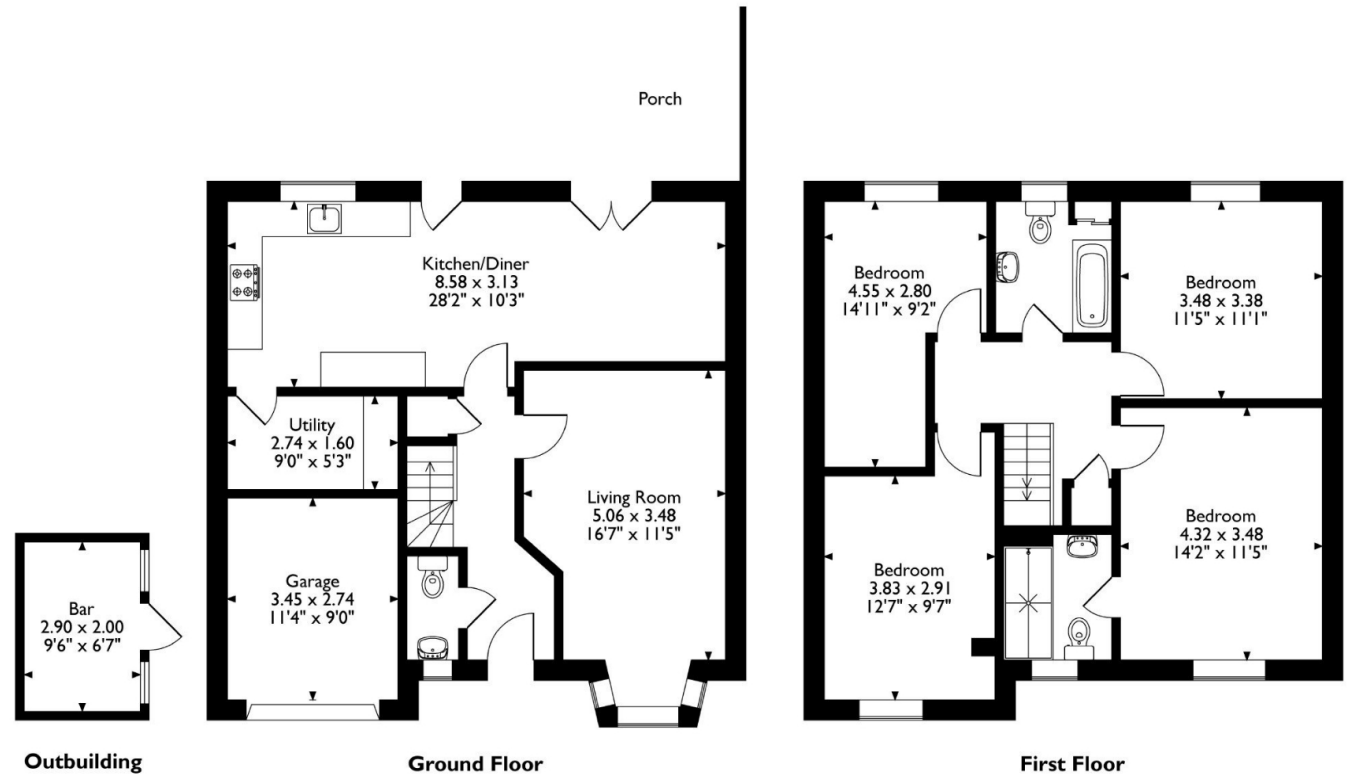 Porch
Kitchen/Diner
8.58 x 3.13
28'2" x 10'3"
Utility
2.74 x 1.60
9'0" x 5'3"
Living Room
5.06 x 3.48
16'7" x 11'5"
Garage
3.45 x 2.74
11'4" x 9'0"
Bar
2.90 x 2.00
9'6" x 6'7"
Bedroom
4.55 x 2.80
14'11" x 9'2"
Bedroom
3.48 x 3.38
11'5" x 11'1"
Bedroom
4.32 x 3.48
14'2" x 11'5"
Bedroom
3.83 x 2.91
12'7" x 9'7"
Outbuilding
Ground Floor
First Floor